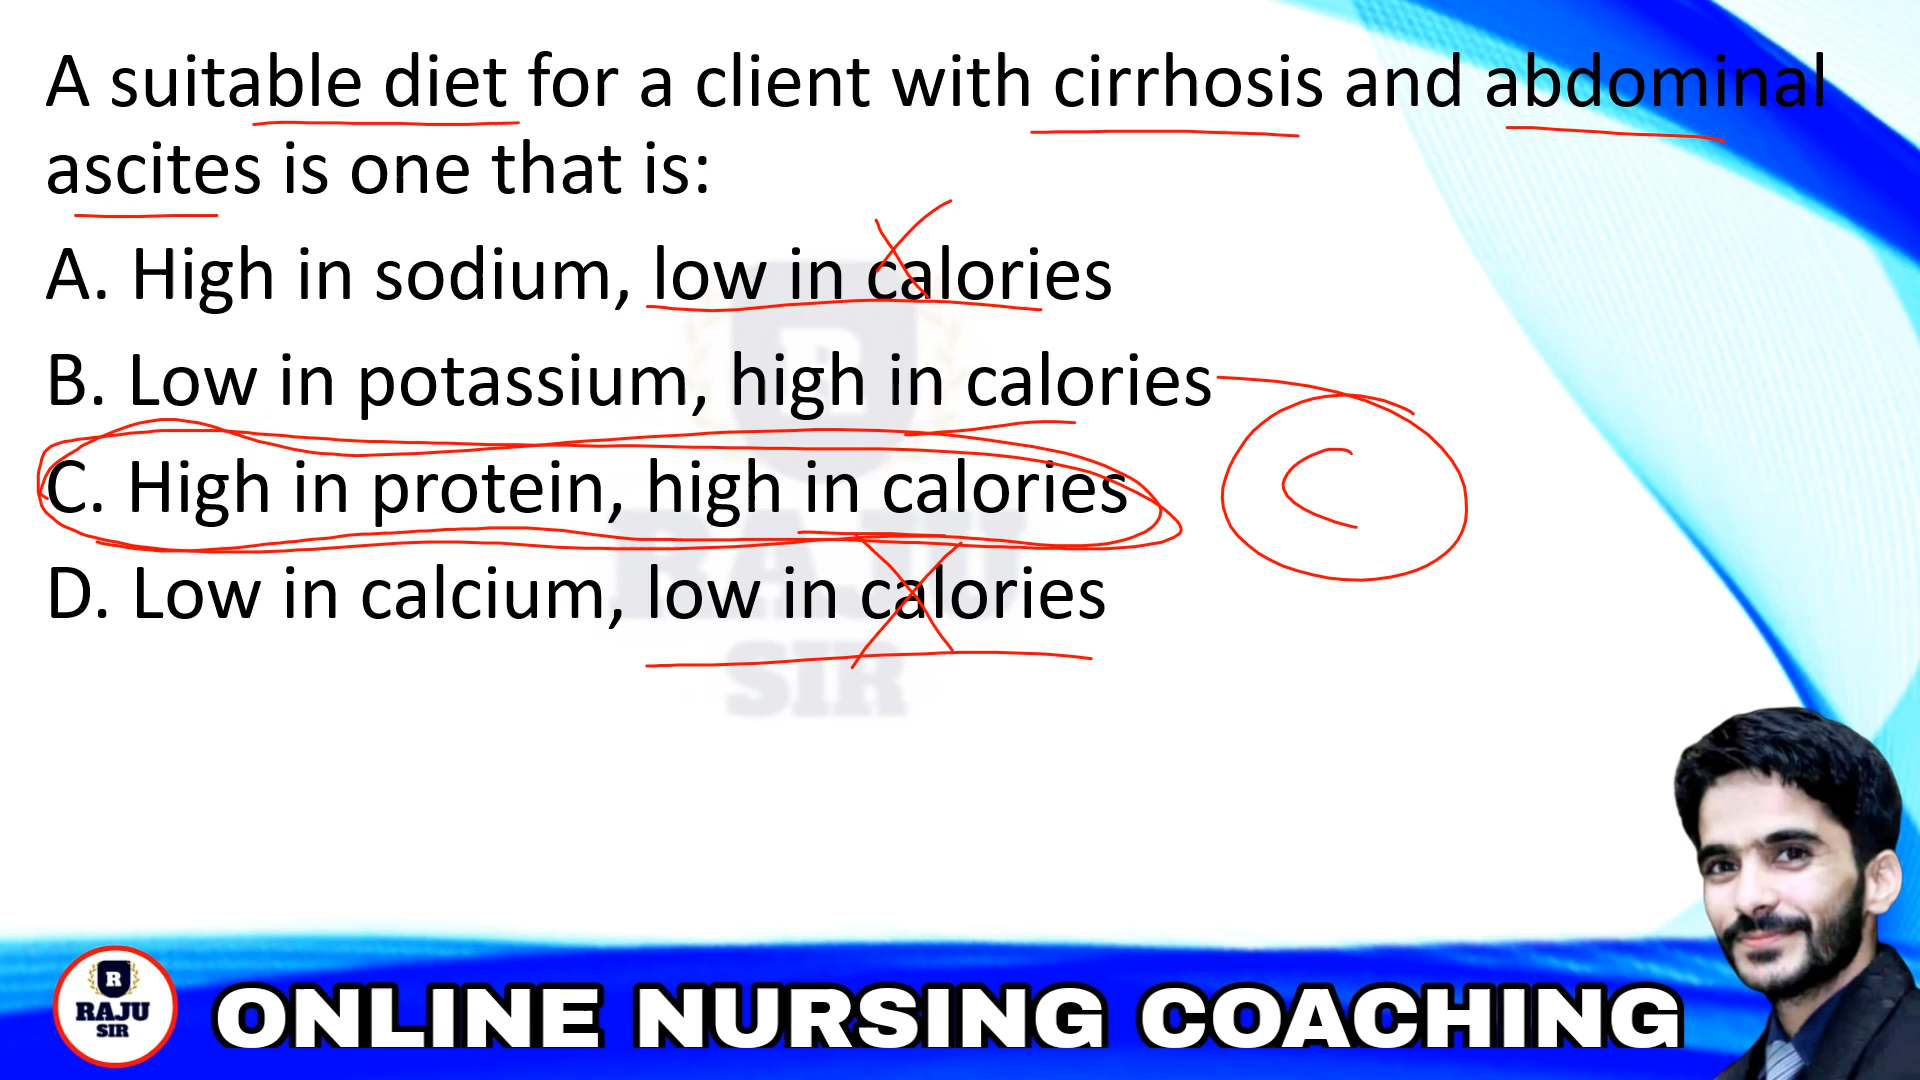 A suitable diet for a client with cirrhosis and abdominal
ascites is one that is:
A. High in sodium, low in calories
B. Low in potassium, high in calories
C. High in protein, high in calories
C
D. Low in calcium, low in calories
R
RAJU
SIR
R
RAJU
SIR
ONLINE NURSING COACHING